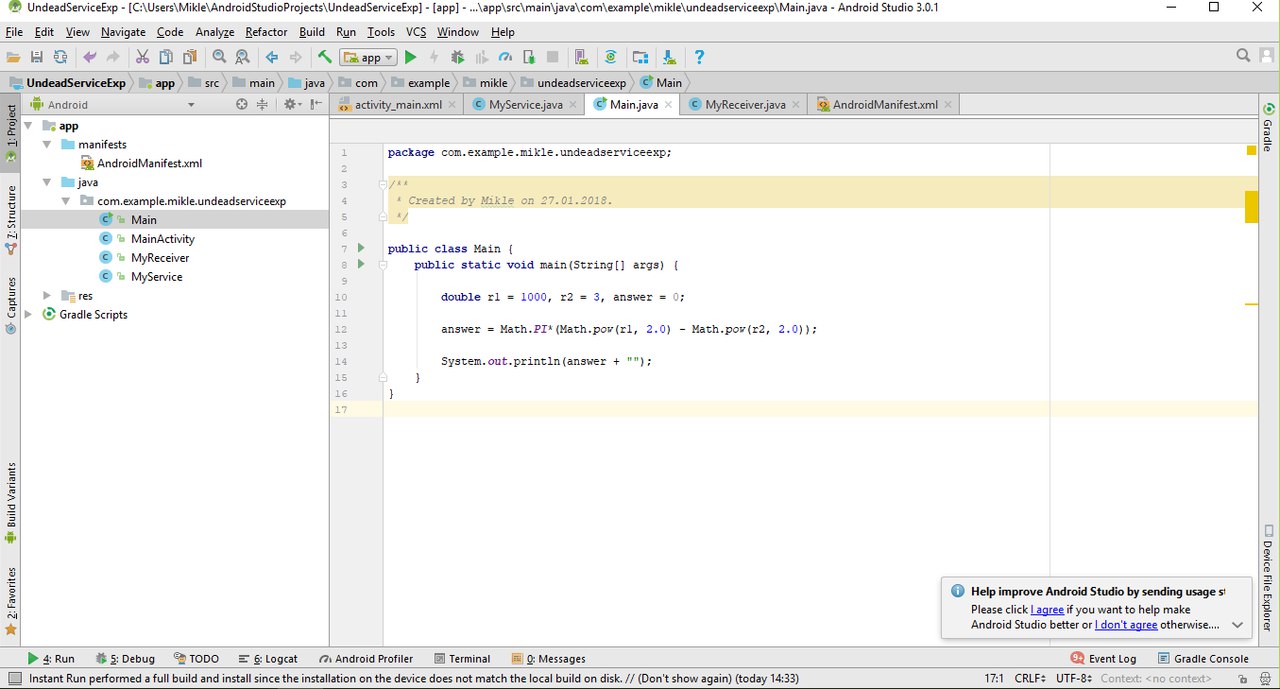 UndeadServiceExp - [C:\Users\Mikle\AndroidStudioProjects\UndeadServiceExp] - [app] - ...\app\src\main\java\com\example\mikle\undeadserviceexp\Main.java - Android Studio 3.0.1
File Edit View Navigate Code Analyze Refactor Build Run Tools VCS Window Help
app
UndeadServiceExp app src main java com example mikle undeadserviceexp Main
Android
activity_main.xml MyService.java Main.java MyReceiver.java AndroidManifest.xml
1: Project
Z: Structure
Captures
Build Variants
2: Favorites
app
manifests
AndroidManifest.xml
java
com.example.mikle.undeadserviceexp
Main
MainActivity
MyReceiver
MyService
res
Gradle Scripts
1 package com.example.mikle.undeadserviceexp;
2
3 /**
4 * Created by Mikle on 27.01.2018.
5 */
6
7 public class Main {
8 public static void main(String[] args) {
9
10 double r1 = 1000, r2 = 3, answer = 0;
11
12 answer = Math.PI*(Math.pow(r1, 2.0) - Math.pow(r2, 2.0));
13
14 System.out.println(answer + "");
15 }
16 }
17
Gradle
Device File Explorer
Help improve Android Studio by sending usage st
Please click I agree if you want to help make
Android Studio better or I don't agree otherwise....
4: Run 5: Debug TODO 6: Logcat Android Profiler Terminal 0: Messages 9+ Event Log Gradle Console
Instant Run performed a full build and install since the installation on the device does not match the local build on disk. // (Don't show again) (today 14:33) 17:1 CRLF UTF-8 Context: <no context>